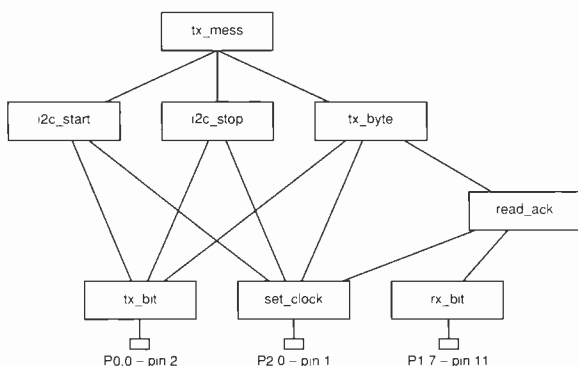 tx_mess
i2c_start
i2c_stop
tx_byte
read_ack
tx_bit
set_clock
rx_bit
P0.0 – pin 2
P2 0 – pin 1
P1 7 – pin 11